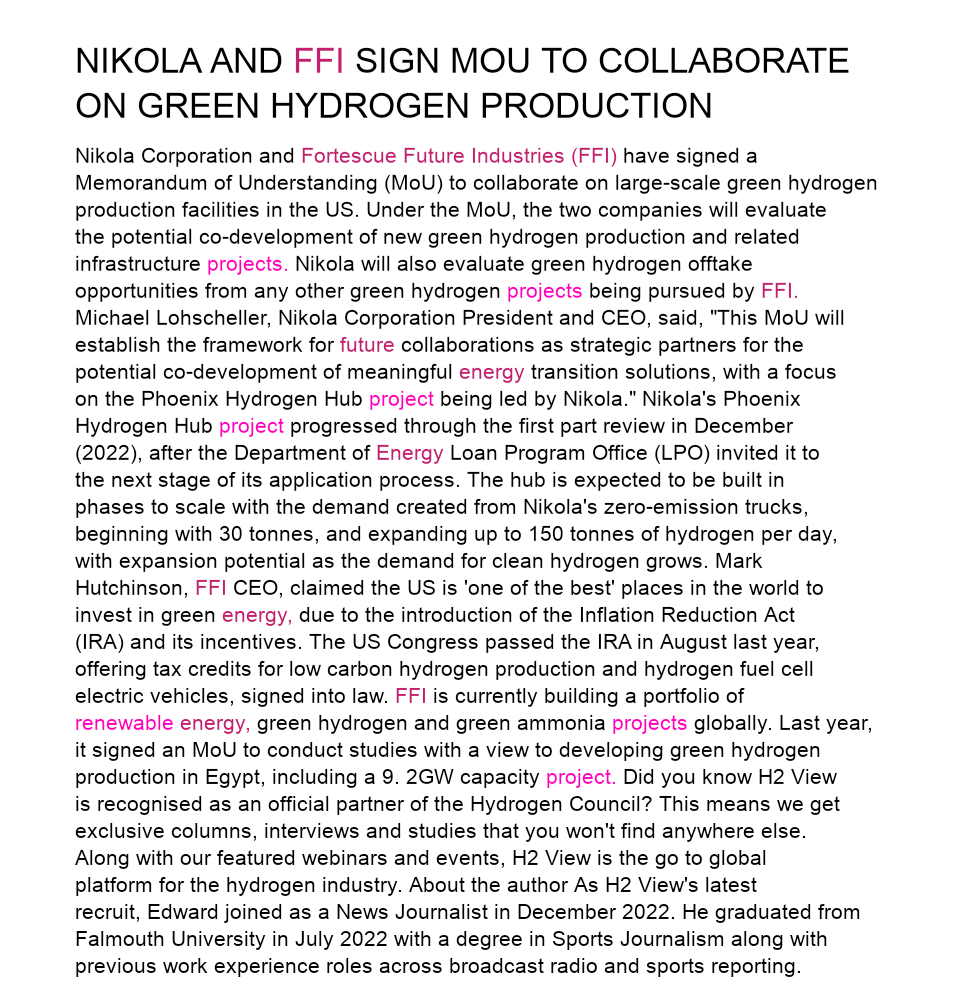 NIKOLA AND FFI SIGN MOU TO COLLABORATE
ON GREEN HYDROGEN PRODUCTION
Nikola Corporation and Fortescue Future Industries (FFI) have signed a
Memorandum of Understanding (MoU) to collaborate on large-scale green hydrogen
production facilities in the US. Under the MoU, the two companies will evaluate
the potential co-development of new green hydrogen production and related
infrastructure projects. Nikola will also evaluate green hydrogen offtake
opportunities from any other green hydrogen projects being pursued by FFI.
Michael Lohscheller, Nikola Corporation President and CEO, said, "This MoU will
establish the framework for future collaborations as strategic partners for the
potential co-development of meaningful energy transition solutions, with a focus
on the Phoenix Hydrogen Hub project being led by Nikola." Nikola's Phoenix
Hydrogen Hub project progressed through the first part review in December
(2022), after the Department of Energy Loan Program Office (LPO) invited it to
the next stage of its application process. The hub is expected to be built in
phases to scale with the demand created from Nikola's zero-emission trucks,
beginning with 30 tonnes, and expanding up to 150 tonnes of hydrogen per day,
with expansion potential as the demand for clean hydrogen grows. Mark
Hutchinson, FFI CEO, claimed the US is 'one of the best' places in the world to
invest in green energy, due to the introduction of the Inflation Reduction Act
(IRA) and its incentives. The US Congress passed the IRA in August last year,
offering tax credits for low carbon hydrogen production and hydrogen fuel cell
electric vehicles, signed into law. FFI is currently building a portfolio of
renewable energy, green hydrogen and green ammonia projects globally. Last year,
it signed an MoU to conduct studies with a view to developing green hydrogen
production in Egypt, including a 9. 2GW capacity project. Did you know H2 View
is recognised as an official partner of the Hydrogen Council? This means we get
exclusive columns, interviews and studies that you won't find anywhere else.
Along with our featured webinars and events, H2 View is the go to global
platform for the hydrogen industry. About the author As H2 View's latest
recruit, Edward joined as a News Journalist in December 2022. He graduated from
Falmouth University in July 2022 with a degree in Sports Journalism along with
previous work experience roles across broadcast radio and sports reporting.